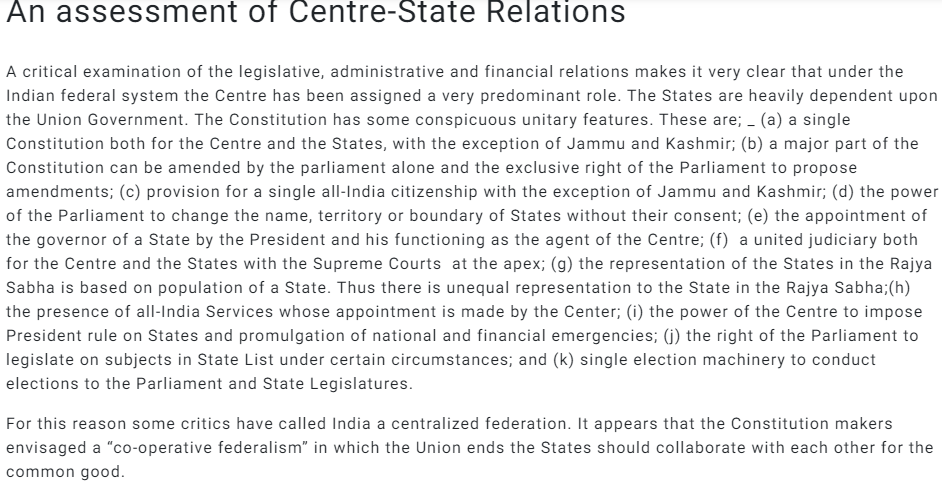 An assessment of Centre-State Relations
A critical examination of the legislative, administrative and financial relations makes it very clear that under the
Indian federal system the Centre has been assigned a very predominant role. The States are heavily dependent upon
the Union Government. The Constitution has some conspicuous unitary features. These are; _ (a) a single
Constitution both for the Centre and the States, with the exception of Jammu and Kashmir; (b) a major part of the
Constitution can be amended by the parliament alone and the exclusive right of the Parliament to propose
amendments; (c) provision for a single all-India citizenship with the exception of Jammu and Kashmir; (d) the power
of the Parliament to change the name, territory or boundary of States without their consent; (e) the appointment of
the governor of a State by the President and his functioning as the agent of the Centre; (f)  a united judiciary both
for the Centre and the States with the Supreme Courts  at the apex; (g) the representation of the States in the Rajya
Sabha is based on population of a State. Thus there is unequal representation to the State in the Rajya Sabha;(h)
the presence of all-India Services whose appointment is made by the Center; (i) the power of the Centre to impose
President rule on States and promulgation of national and financial emergencies; (j) the right of the Parliament to
legislate on subjects in State List under certain circumstances; and (k) single election machinery to conduct
elections to the Parliament and State Legislatures.
For this reason some critics have called India a centralized federation. It appears that the Constitution makers
envisaged a “co-operative federalism” in which the Union ends the States should collaborate with each other for the
common good.